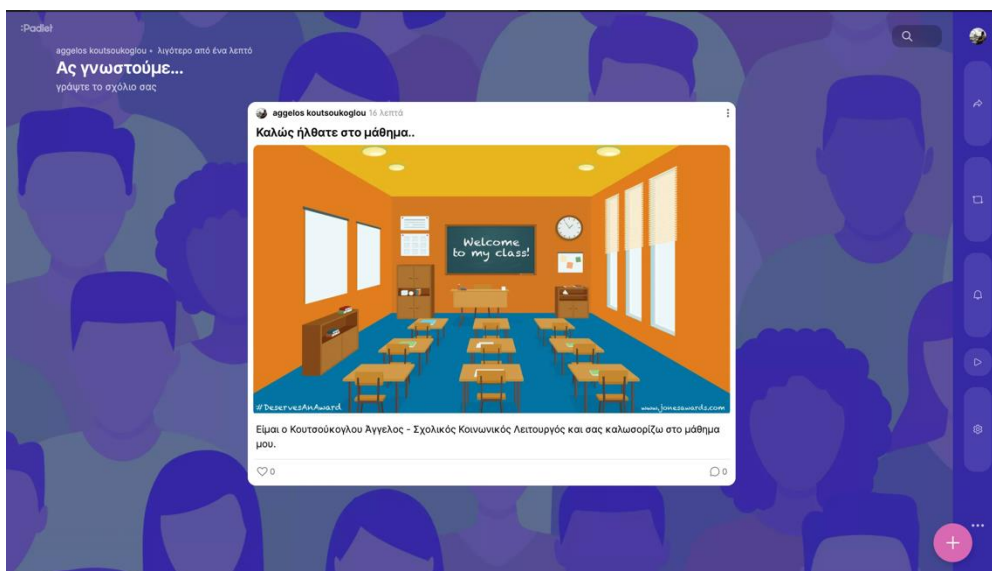 :Padlet
aggelos koutsoukoglou • λιγότερο από ένα λεπτό
Ας γνωστούμε...
γράψτε το σχόλιο σας
aggelos koutsoukoglou 16 λεπτά
Καλώς ήλθατε στο μάθημα..
Welcome
to my class!
#DeservesAnAward
www.jonesawards.com
Είμαι ο Κουτσούκογλου Άγγελος - Σχολικός Κοινωνικός Λειτουργός και σας καλωσορίζω στο μάθημα
μου.
0
0